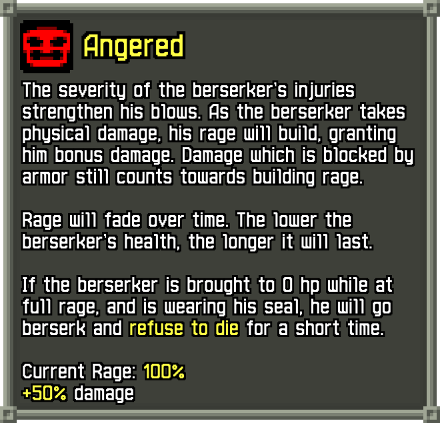 Angered
The severity of the berserker's injuries
strengthen his blows. As the berserker takes
physical damage, his rage will build, granting
him bonus damage. Damage which is blocked by
armor still counts towards building rage.
Rage will fade over time. The lower the
berserker's health, the longer it will last.
If the berserker is brought to 0 hp while at
full rage, and is wearing his seal, he will go
berserk and refuse to die for a short time.
Current Rage: 100%
+50% damage